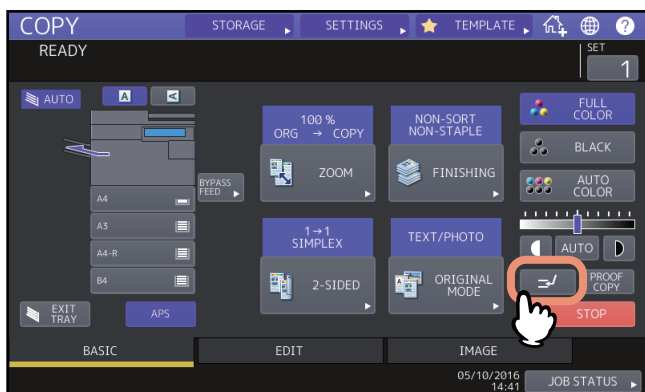 COPY
STORAGE
SETTINGS
TEMPLATE
?
READY
SET
1
AUTO
A
A
100 %
ORG → COPY
NON-SORT
NON-STAPLE
FULL
COLOR
BLACK
ZOOM
FINISHING
AUTO
COLOR
BYPASS
FEED
A4
A3
A4-R
B4
1→1
SIMPLEX
TEXT/PHOTO
AUTO
2-SIDED
ORIGINAL
MODE
PROOF
COPY
EXIT
TRAY
APS
STOP
BASIC
EDIT
IMAGE
05/10/2016
14:41
JOB STATUS